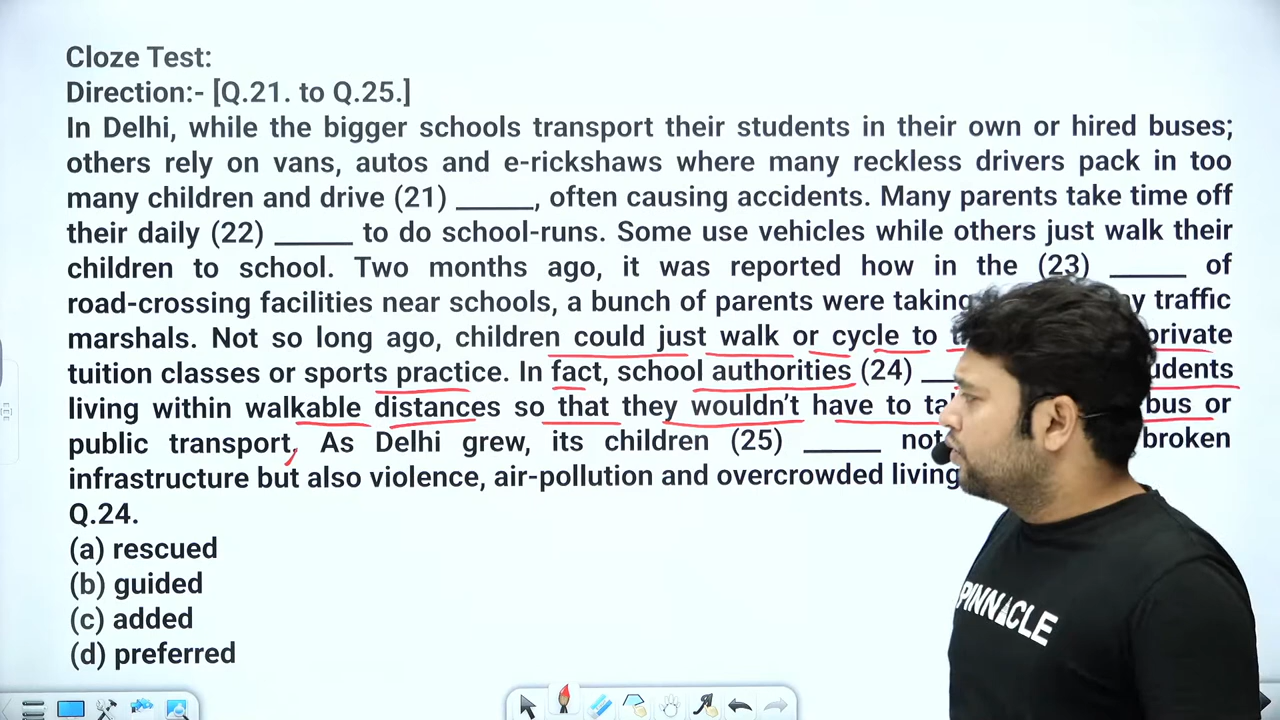 Cloze Test:
Direction:- [Q.21. to Q.25.]
In Delhi, while the bigger schools transport their students in their own or hired buses;
others rely on vans, autos and e-rickshaws where many reckless drivers pack in too
many children and drive (21) _____, often causing accidents. Many parents take time off
their daily (22) _____ to do school-runs. Some use vehicles while others just walk their
children to school. Two months ago, it was reported how in the (23) _____ of
road-crossing facilities near schools, a bunch of parents were taking traffic
marshals. Not so long ago, children could just walk or cycle to private
tuition classes or sports practice. In fact, school authorities (24)
living within walkable distances so that they wouldn't have to bus or
public transport, As Delhi grew, its children (25) _____ broken
infrastructure but also violence, air-pollution and overcrowded living
Q.24.
(a) rescued
(b) guided
(c) added
(d) preferred
PINNACLE